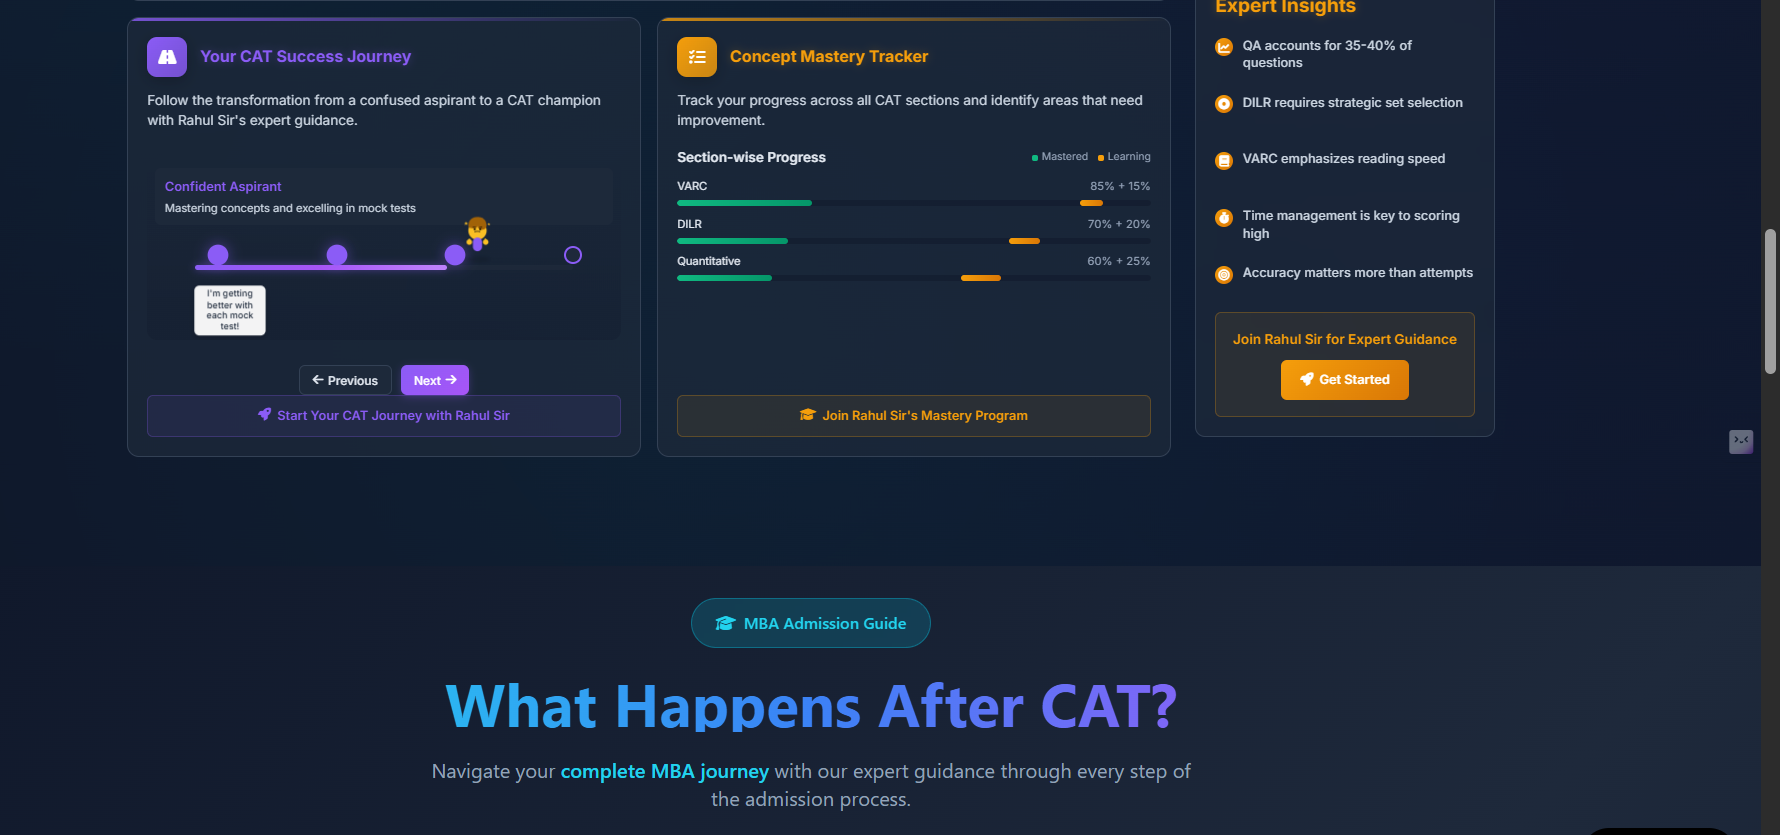 Your CAT Success Journey
Follow the transformation from a confused aspirant to a CAT champion
with Rahul Sir's expert guidance.
Confident Aspirant
Mastering concepts and excelling in mock tests
I'm getting
better with
each mock
test!
Previous
Next
Start Your CAT Journey with Rahul Sir
Concept Mastery Tracker
Track your progress across all CAT sections and identify areas that need
improvement.
Section-wise Progress
Mastered
Learning
VARC
85% + 15%
DILR
70% + 20%
Quantitative
60% + 25%
Join Rahul Sir's Mastery Program
Expert Insights
QA accounts for 35-40% of
questions
DILR requires strategic set selection
VARC emphasizes reading speed
Time management is key to scoring
high
Accuracy matters more than attempts
Join Rahul Sir for Expert Guidance
Get Started
MBA Admission Guide
What Happens After CAT?
Navigate your complete MBA journey with our expert guidance through every step of
the admission process.